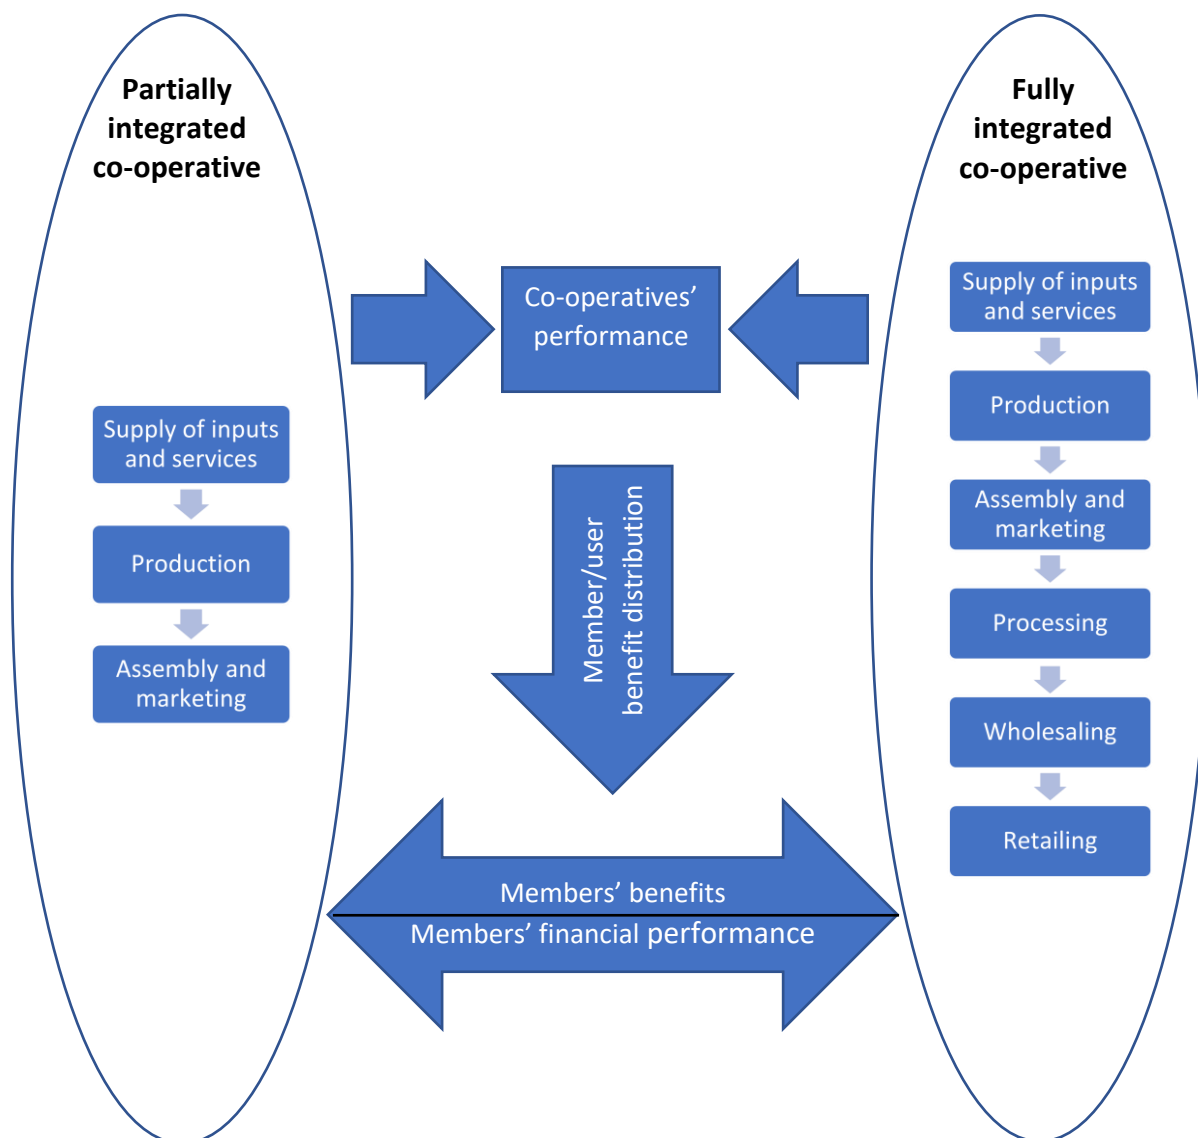 Partially
integrated
co-operative
Supply of inputs
and services
Production
Assembly and
marketing
Co-operatives’
performance
Member/user
benefit distribution
Members’ benefits
Members’ financial performance
Fully
integrated
co-operative
Supply of inputs
and services
Production
Assembly and
marketing
Processing
Wholesaling
Retailing